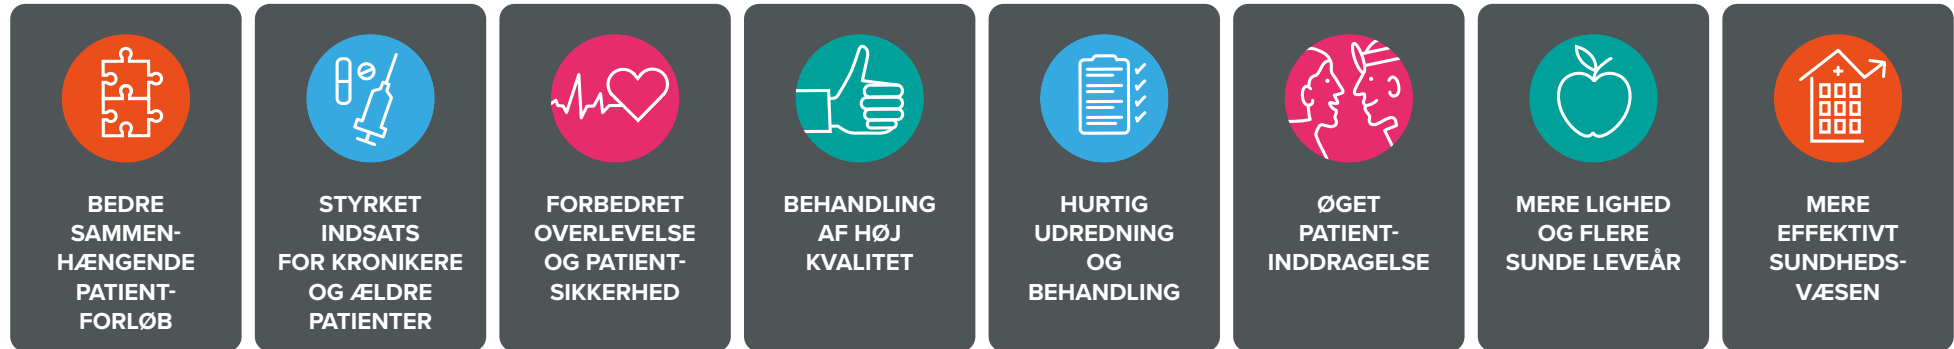 BEDRE
SAMMEN-
HÆNGENDE
PATIENT-
FORLØB
STYRKET
INDSATS
FOR KRONIKERE
OG ÆLDRE
PATIENTER
FORBEDRET
OVERLEVELSE
OG PATIENT-
SIKKERHED
BEHANDLING
AF HØJ
KVALITET
HURTIG
UDREDNING
OG
BEHANDLING
ØGET
PATIENT-
INDDRAGELSE
MERE LIGHED
OG FLERE
SUNDE LEVEÅR
MERE
EFFEKTIVT
SUNDHEDS-
VÆSEN